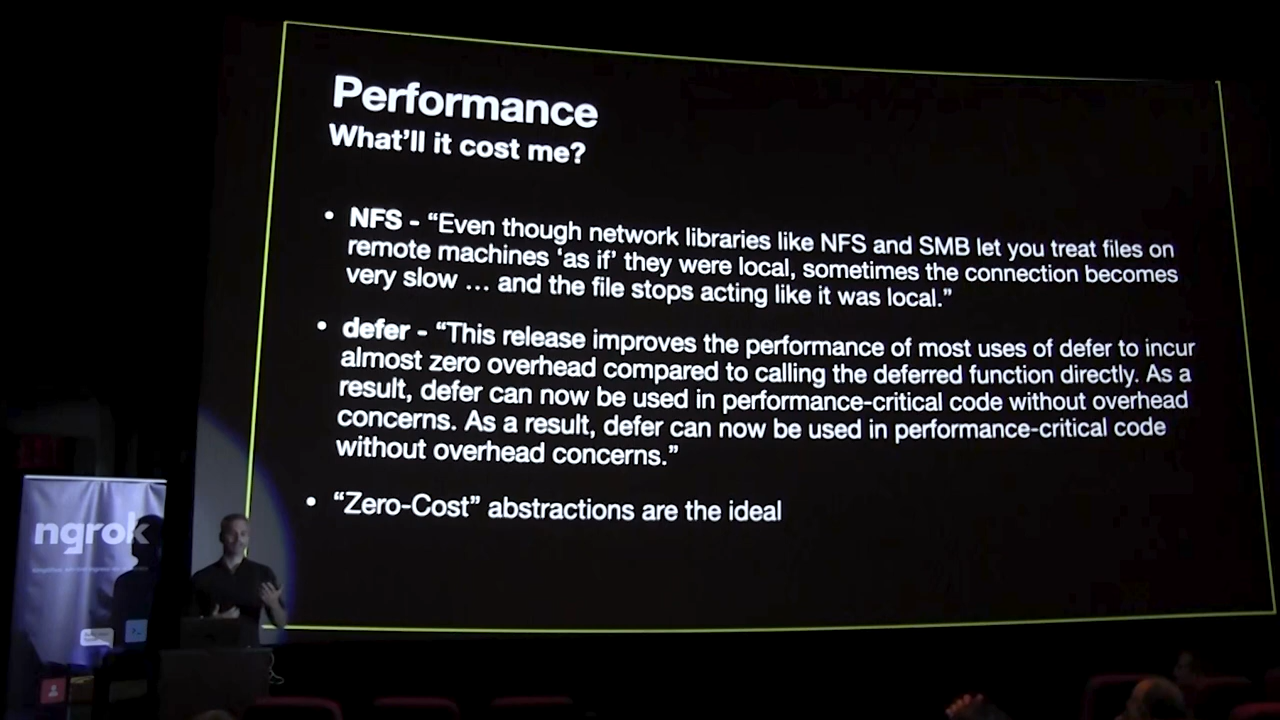 Performance
What'll it cost me?
• NFS - “Even though network libraries like NFS and SMB let you treat files on
remote machines ‘as if’ they were local, sometimes the connection becomes
very slow … and the file stops acting like it was local.”
• defer - “This release improves the performance of most uses of defer to incur
almost zero overhead compared to calling the deferred function directly. As a
result, defer can now be used in performance-critical code without overhead
concerns. As a result, defer can now be used in performance-critical code
without overhead concerns.”
• “Zero-Cost” abstractions are the ideal
ngrok